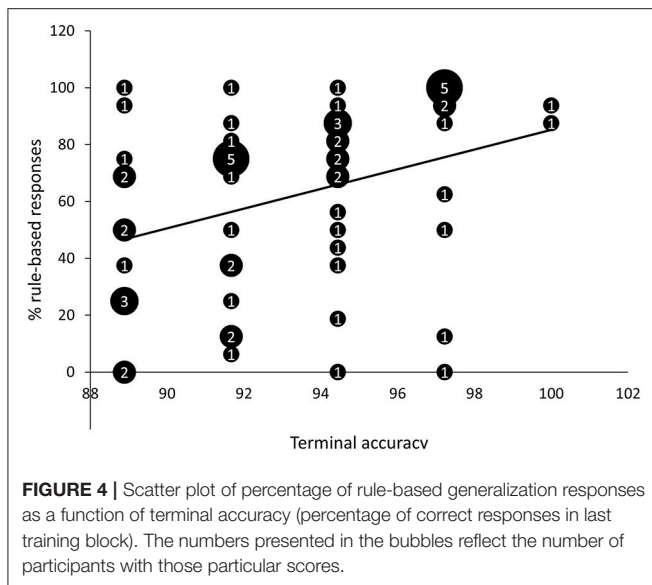 % rule-based responses
120
100
80
60
40
20
0
1 1 1 5
1 1 2 1
1 1 3 1 1
1 2
1 5 2
2 1 2
1
1
2 1 1 1
1
1 2 1
3 1
1
2 1
1
2 1 1
88 90 92 94 96 98 100 102
Terminal accuracy
FIGURE 4 | Scatter plot of percentage of rule-based generalization responses
as a function of terminal accuracy (percentage of correct responses in last
training block). The numbers presented in the bubbles reflect the number of
participants with those particular scores.